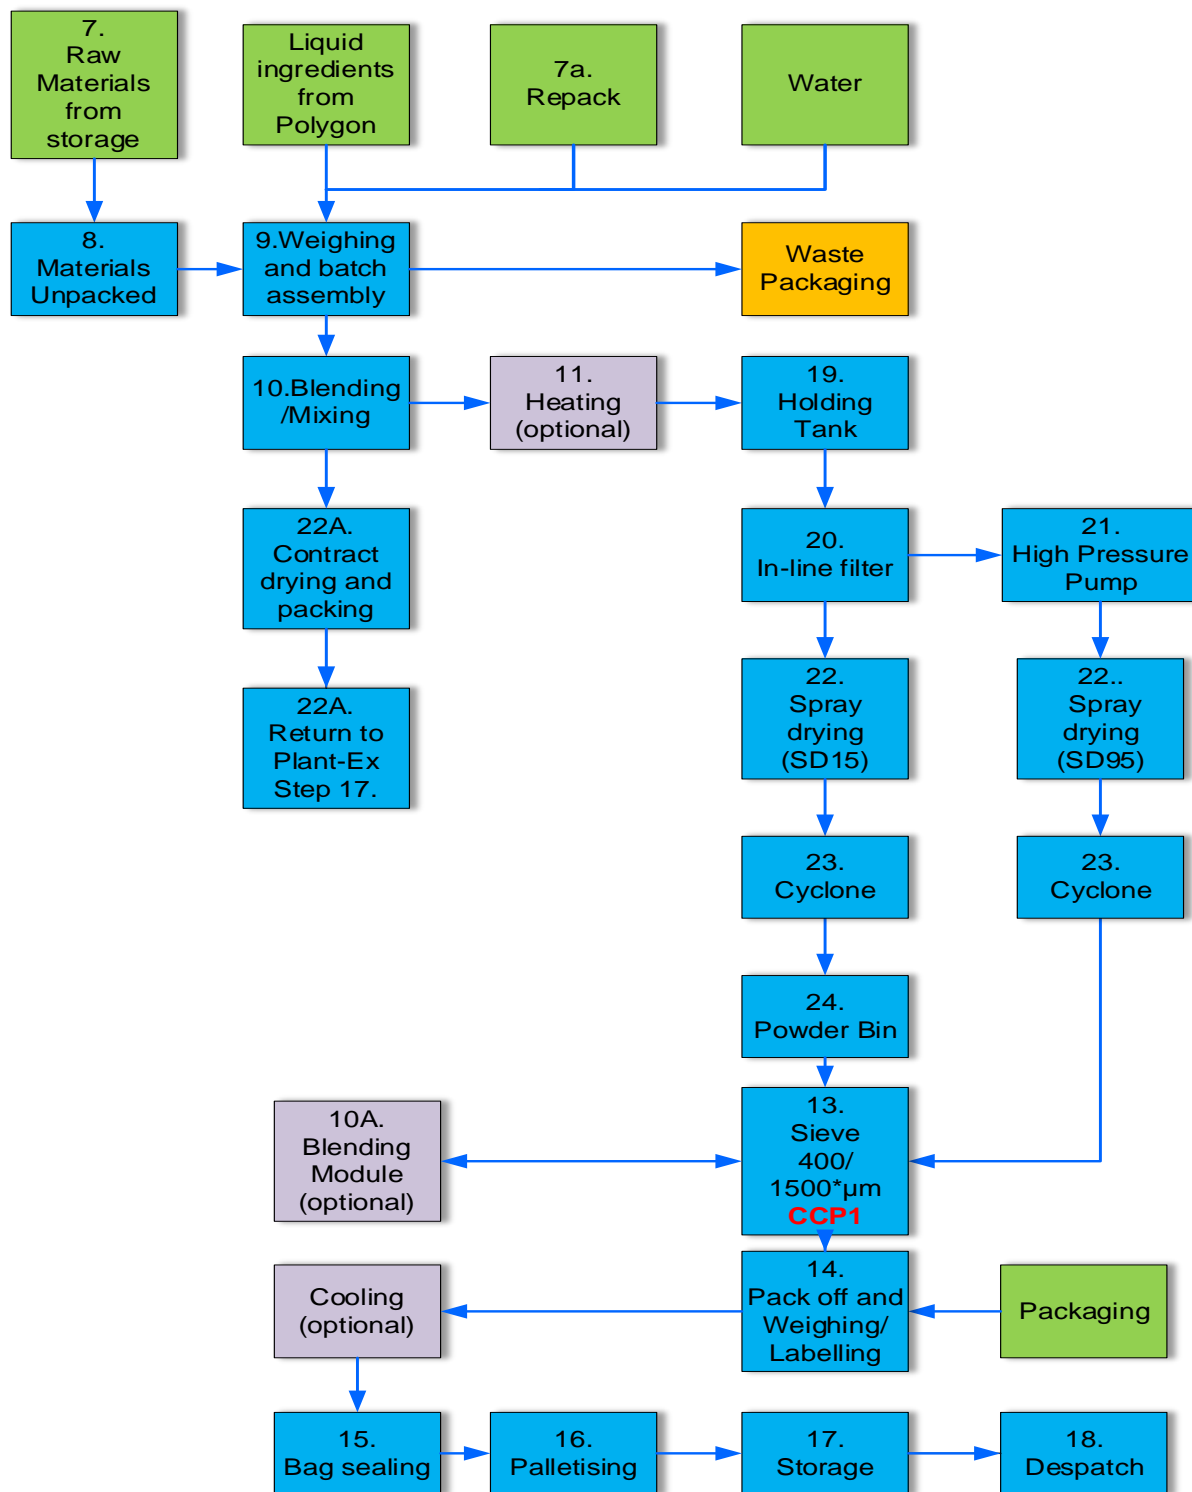 7.
Raw
Materials
from
storage
Liquid
ingredients
from
Polygon
7a.
Repack
Water
8.
Materials
Unpacked
9.Weighing
and batch
assembly
Waste
Packaging
10.Blending
/Mixing
11.
Heating
(optional)
19.
Holding
Tank
22A.
Contract
drying and
packing
20.
In-line filter
21.
High Pressure
Pump
22A.
Return to
Plant-Ex
Step 17.
22.
Spray
drying
(SD15)
22..
Spray
drying
(SD95)
23.
Cyclone
23.
Cyclone
24.
Powder Bin
10A.
Blending
Module
(optional)
13.
Sieve
400/
1500*µm
CCP1
Cooling
(optional)
14.
Pack off and
Weighing/
Labelling
Packaging
15.
Bag sealing
16.
Palletising
17.
Storage
18.
Despatch